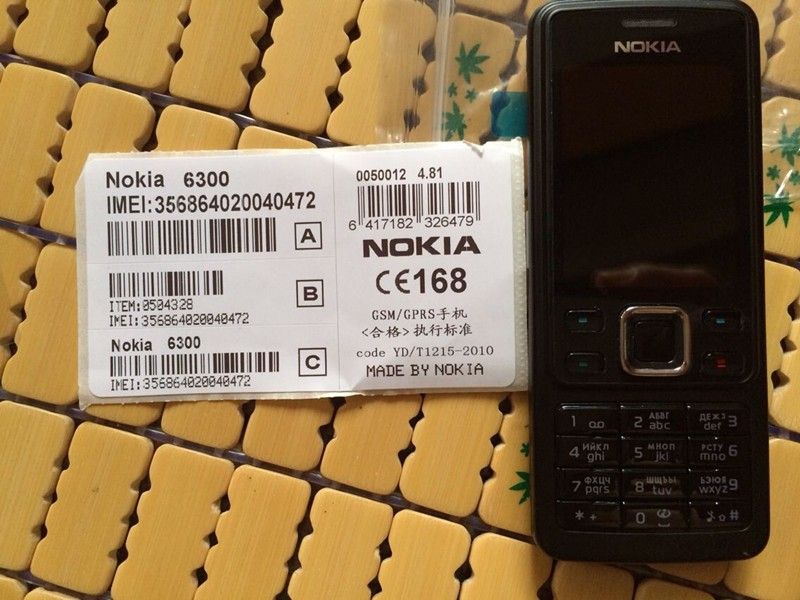 Nokia 6300
IMEI:356864020040472
A
ITEM:0504328
IMEI:356864020040472
B
Nokia 6300
IMEI:356864020040472
C
0050012 4.81
6 417182 326479
NOKIA
CE168
GSM/GPRS手机
<合格>执行标准
code YD/T1215-2010
MADE BY NOKIA
NOKIA
1
2 АБВГ abc
ДЕЖЗ def 3
4 ИЙКЛ ghi
5 МНОП jkl
РСТУ mno 6
7 ФХЦЧ pqrs
8 ШЩЪЫ tuv
ЬЭЮЯ wxyz 9
* +
0
#